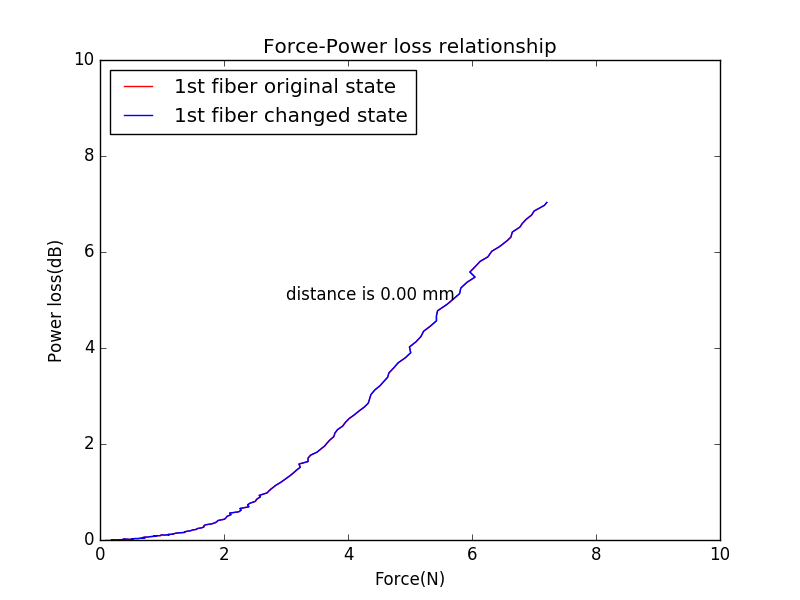 Force-Power loss relationship
1st fiber original state
1st fiber changed state
distance is 0.00 mm
Power loss(dB)
10
8
6
4
2
0
0 2 4 6 8 10
Force(N)